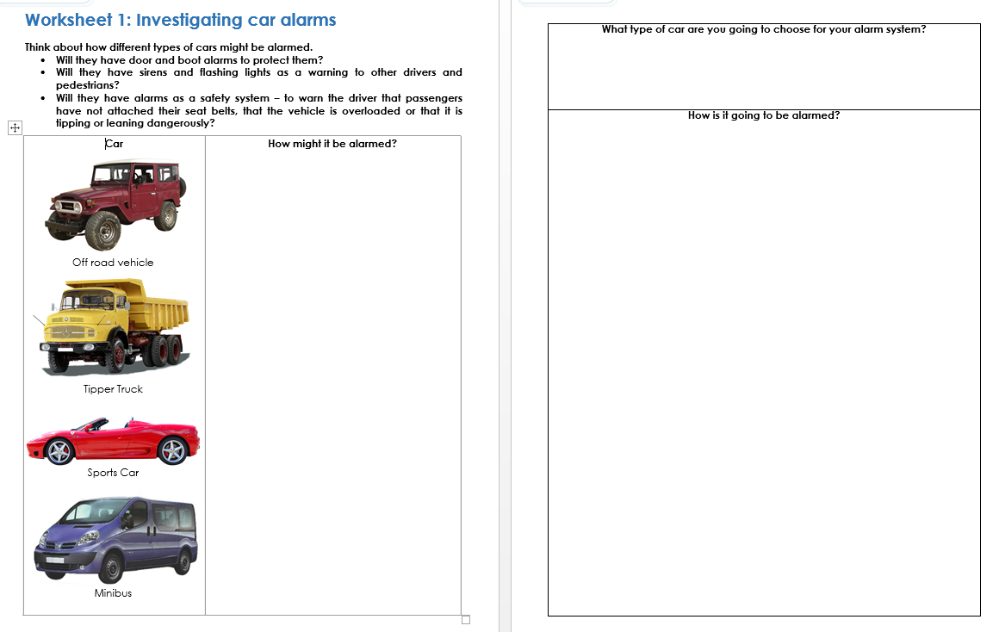 Worksheet 1: Investigating car alarms
Think about how different types of cars might be alarmed.
• Will they have door and boot alarms to protect them?
• Will they have sirens and flashing lights as a warning to other drivers and
pedestrians?
• Will they have alarms as a safety system – to warn the driver that passengers
have not attached their seat belts, that the vehicle is overloaded or that it is
tipping or leaning dangerously?
Car
How might it be alarmed?
Off road vehicle
Tipper Truck
Sports Car
Minibus
What type of car are you going to choose for your alarm system?
How is it going to be alarmed?